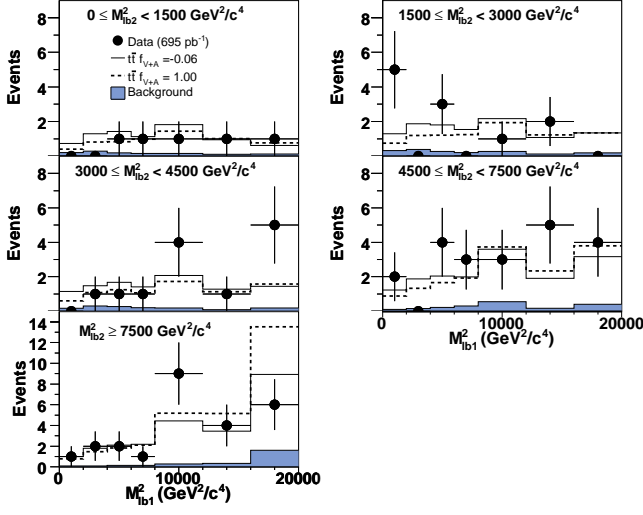 0 ≤ M²lb2 < 1500 GeV²/c⁴
Data (695 pb⁻¹)
tt̄ fV+A =-0.06
tt̄ fV+A = 1.00
Background
Events
8
6
4
2
1500 ≤ M²lb2 < 3000 GeV²/c⁴
Events
8
6
4
2
3000 ≤ M²lb2 < 4500 GeV²/c⁴
Events
8
6
4
2
0
4500 ≤ M²lb2 < 7500 GeV²/c⁴
Events
8
6
4
2
0
0 10000 20000
M²lb1 (GeV²/c⁴)
M²lb2 ≥ 7500 GeV²/c⁴
Events
14
12
10
8
6
4
2
0
0 10000 20000
M²lb1 (GeV²/c⁴)